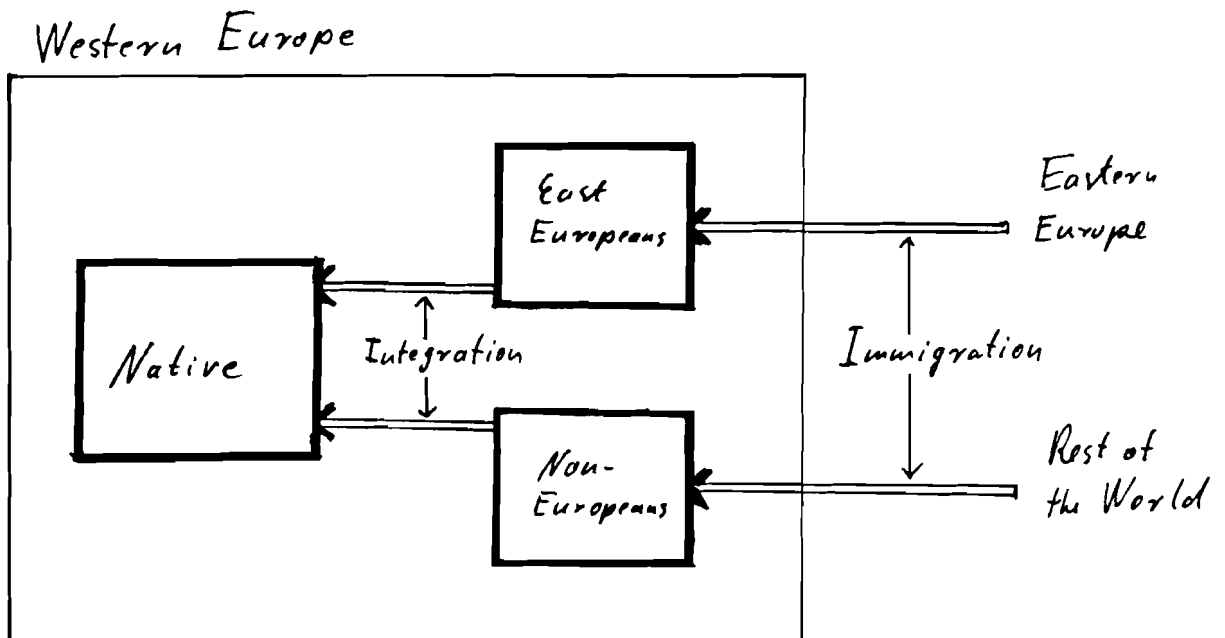 Western Europe
East
Europeans
Eastern
Europe
Native
Integration
Immigration
Non-
Europeans
Rest of
the World